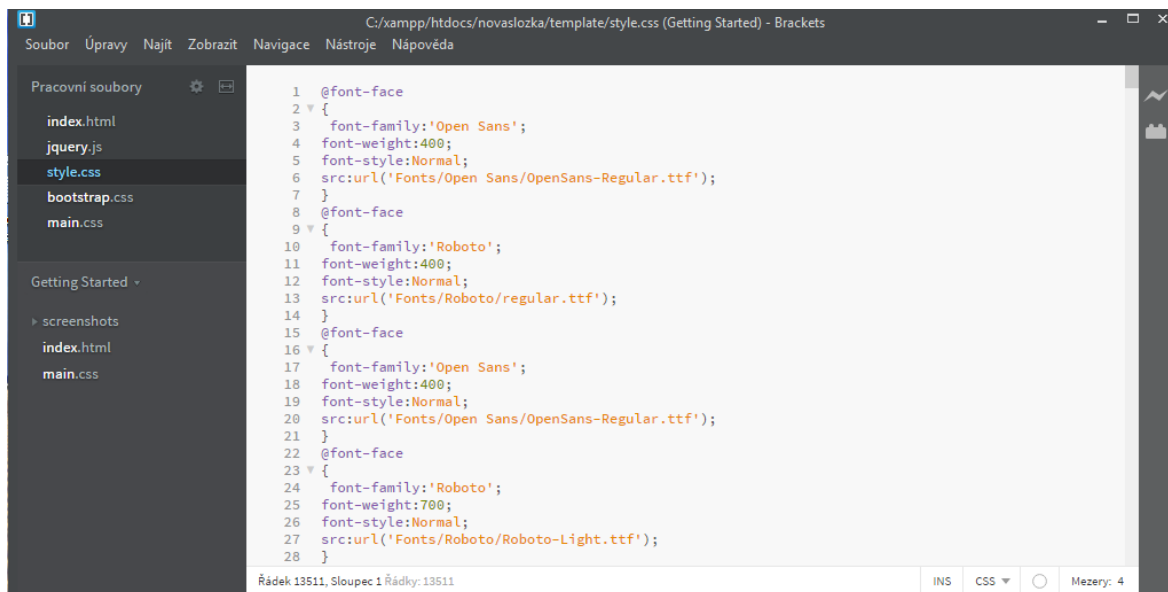 C:/xampp/htdocs/novaslozka/template/style.css (Getting Started) - Brackets
Soubor Úpravy Najít Zobrazit Navigace Nástroje Nápověda
Pracovní soubory
index.html
jquery.js
style.css
bootstrap.css
main.css
Getting Started
screenshots
index.html
main.css
1 @font-face
2 {
3 font-family:'Open Sans';
4 font-weight:400;
5 font-style:Normal;
6 src:url('Fonts/Open Sans/OpenSans-Regular.ttf');
7 }
8 @font-face
9 {
10 font-family:'Roboto';
11 font-weight:400;
12 font-style:Normal;
13 src:url('Fonts/Roboto/regular.ttf');
14 }
15 @font-face
16 {
17 font-family:'Open Sans';
18 font-weight:400;
19 font-style:Normal;
20 src:url('Fonts/Open Sans/OpenSans-Regular.ttf');
21 }
22 @font-face
23 {
24 font-family:'Roboto';
25 font-weight:700;
26 font-style:Normal;
27 src:url('Fonts/Roboto/Roboto-Light.ttf');
28 }
Řádek 13511, Sloupec 1 Řádky: 13511 INS CSS Mezery: 4